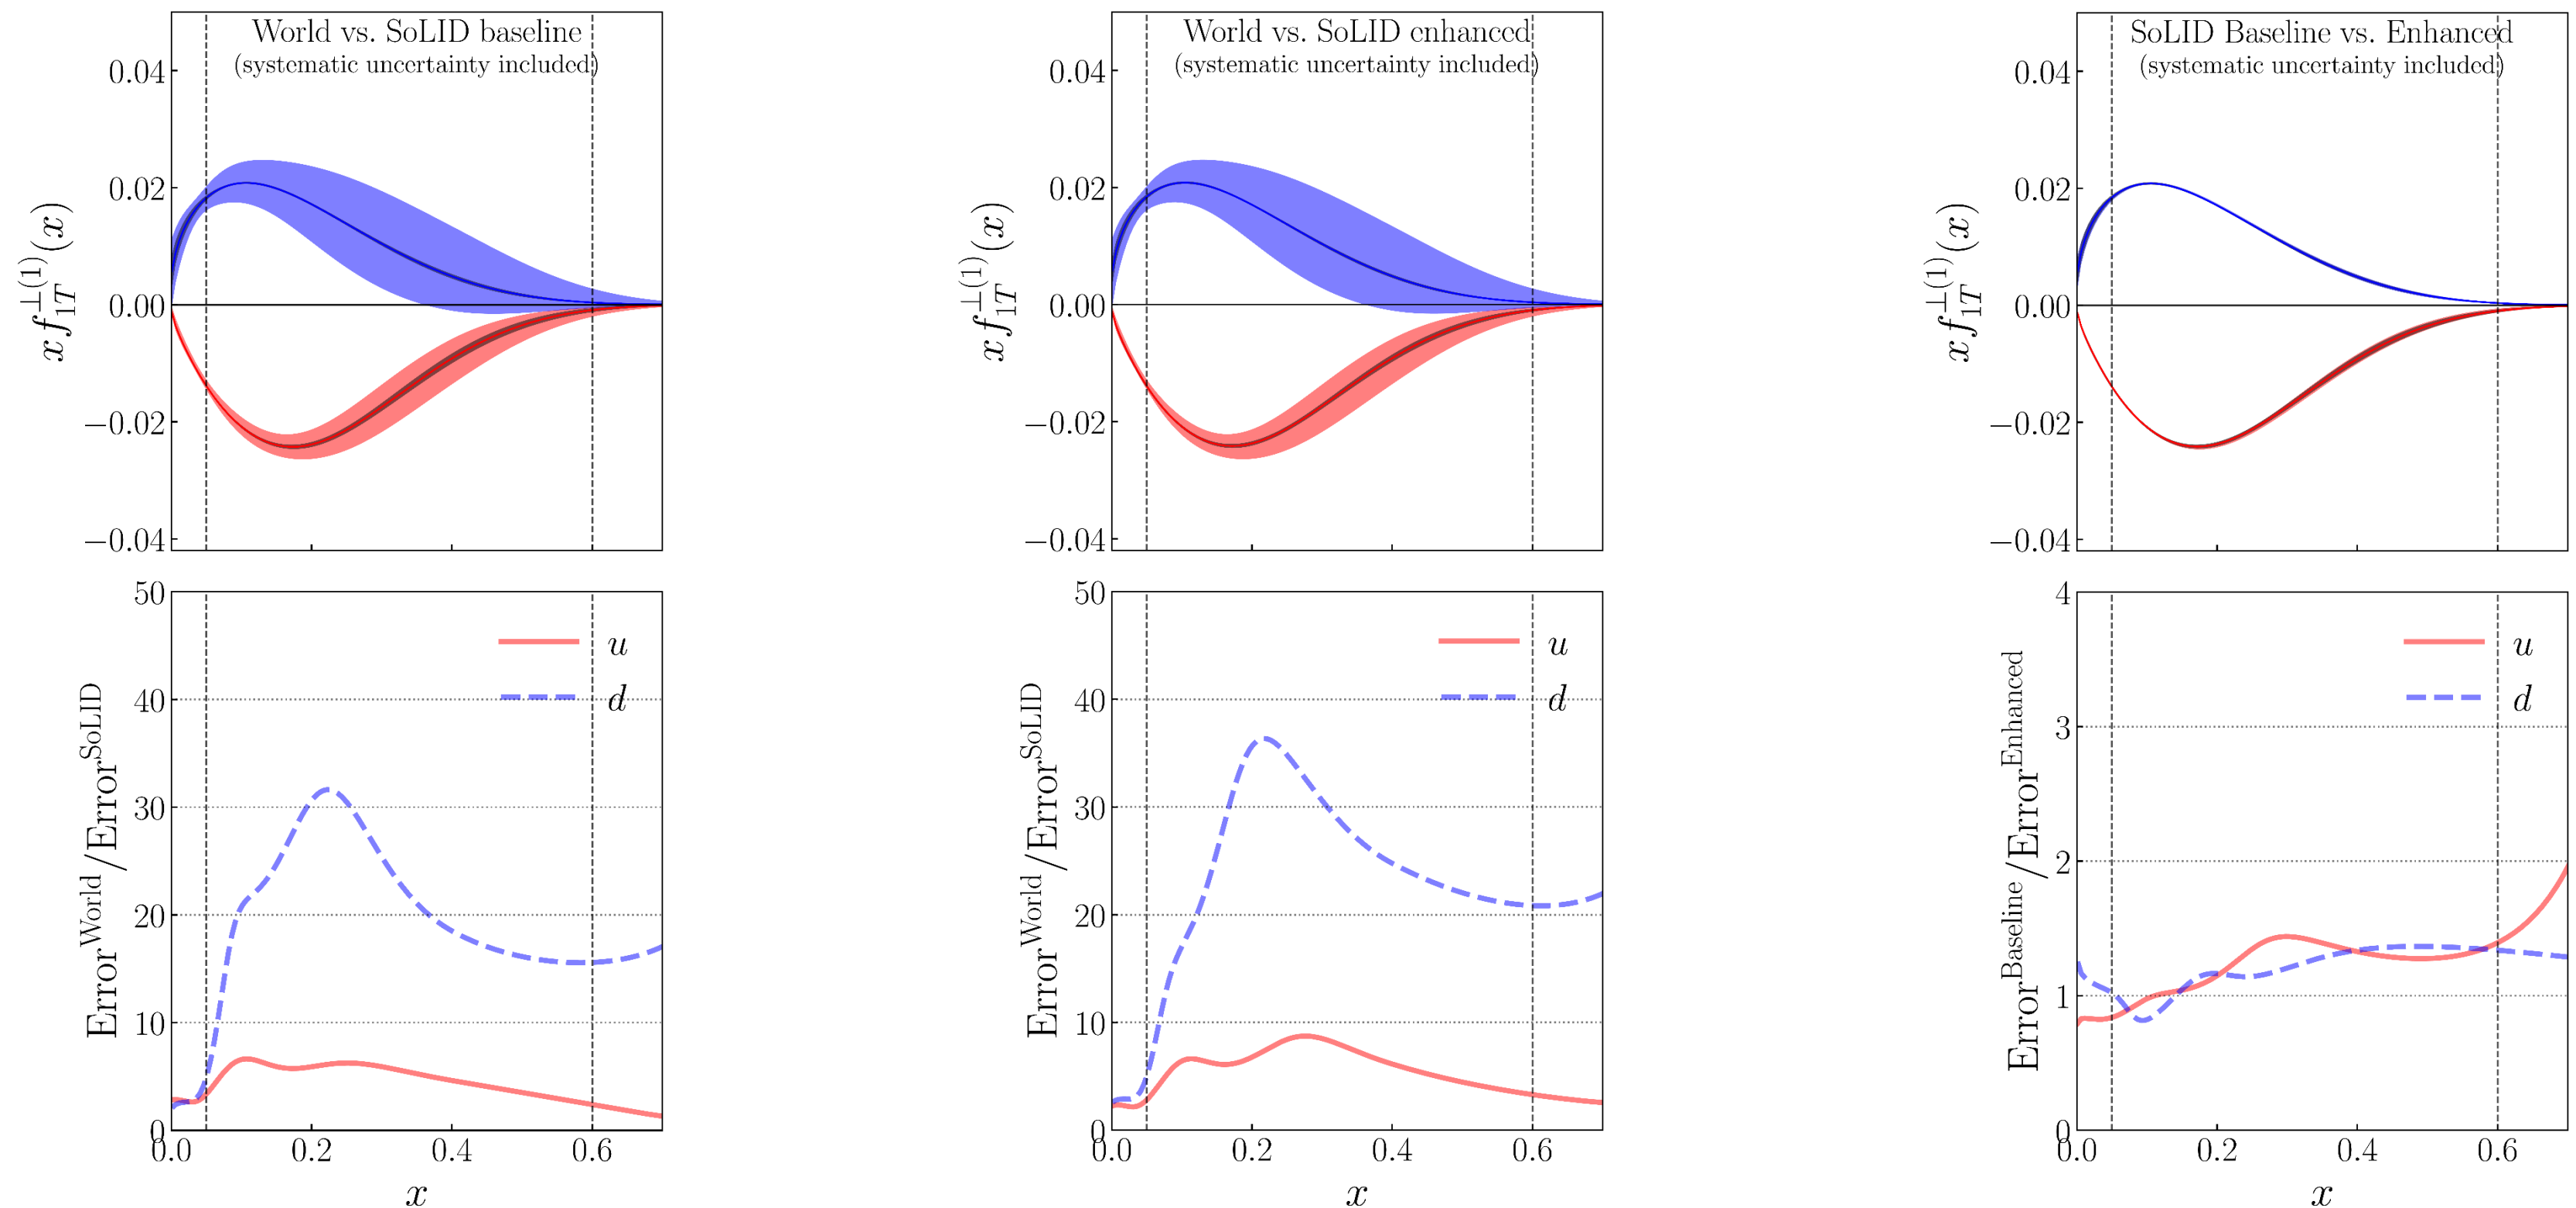 World vs. SoLID baseline
(systematic uncertainty included)
0.04
0.02
0.00
−0.02
−0.04
x f_{1T}^{⊥(1)}(x)
World vs. SoLID enhanced
(systematic uncertainty included)
0.04
0.02
0.00
−0.02
−0.04
x f_{1T}^{⊥(1)}(x)
SoLID Baseline vs. Enhanced
(systematic uncertainty included)
0.04
0.02
0.00
−0.02
−0.04
x f_{1T}^{⊥(1)}(x)
50
40
30
20
10
0
Error^{World}/Error^{SoLID}
u
d
0.0 0.2 0.4 0.6
x
50
40
30
20
10
0
Error^{World}/Error^{SoLID}
u
d
0.0 0.2 0.4 0.6
x
4
3
2
1
0
Error^{Baseline}/Error^{Enhanced}
u
d
0.0 0.2 0.4 0.6
x